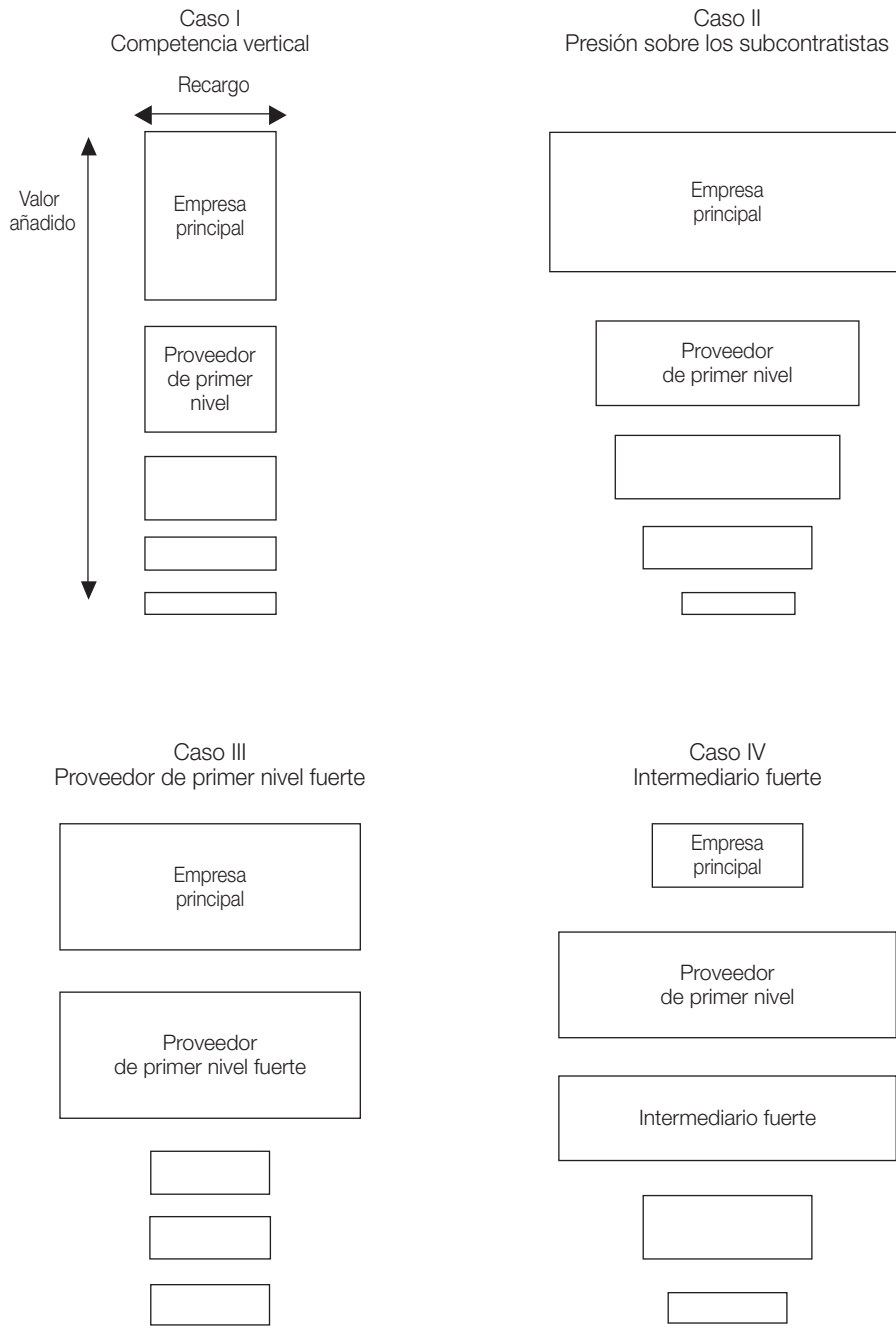 Caso I
Competencia vertical
Recargo
Valor
añadido
Empresa
principal
Proveedor
de primer
nivel
Caso II
Presión sobre los subcontratistas
Empresa
principal
Proveedor
de primer nivel
Caso III
Proveedor de primer nivel fuerte
Empresa
principal
Proveedor
de primer nivel fuerte
Caso IV
Intermediario fuerte
Empresa
principal
Proveedor
de primer nivel
Intermediario fuerte